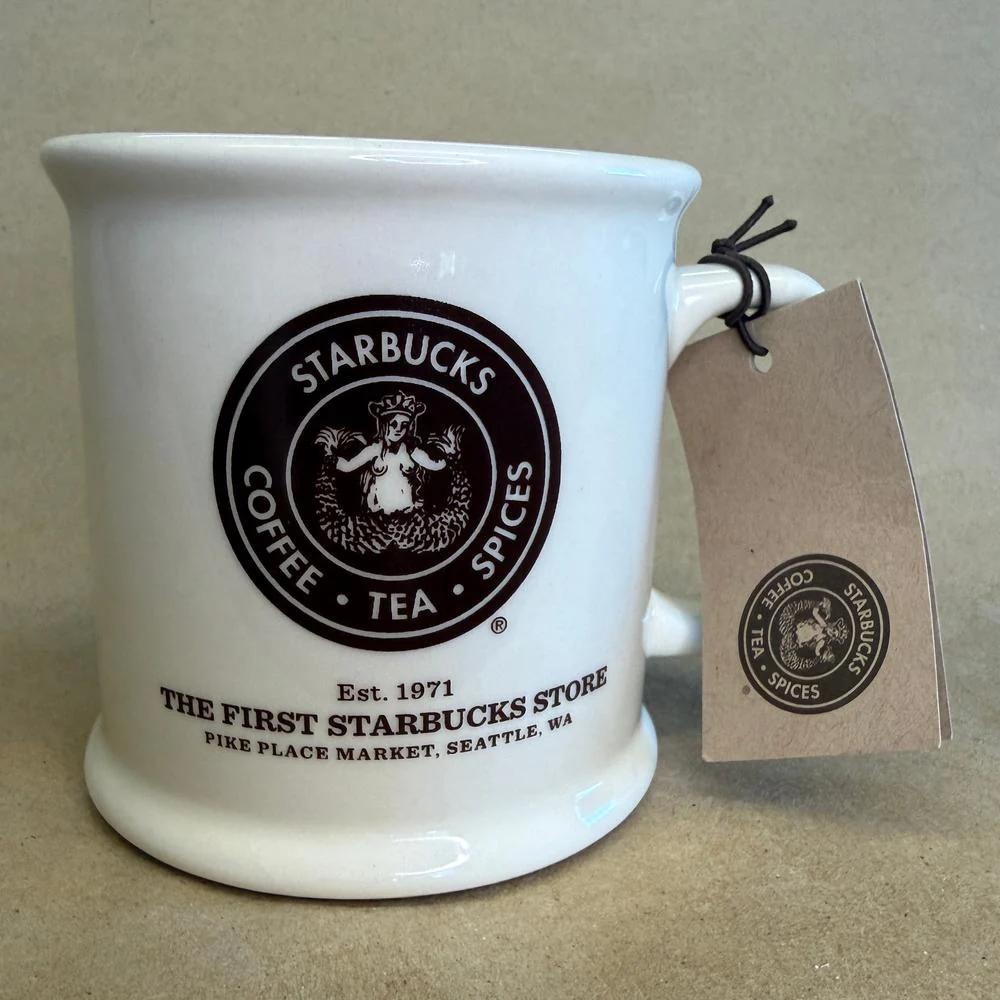 STARBUCKS
COFFEE • TEA • SPICES
®
Est. 1971
THE FIRST STARBUCKS STORE
PIKE PLACE MARKET, SEATTLE, WA
STARBUCKS
COFFEE • TEA • SPICES